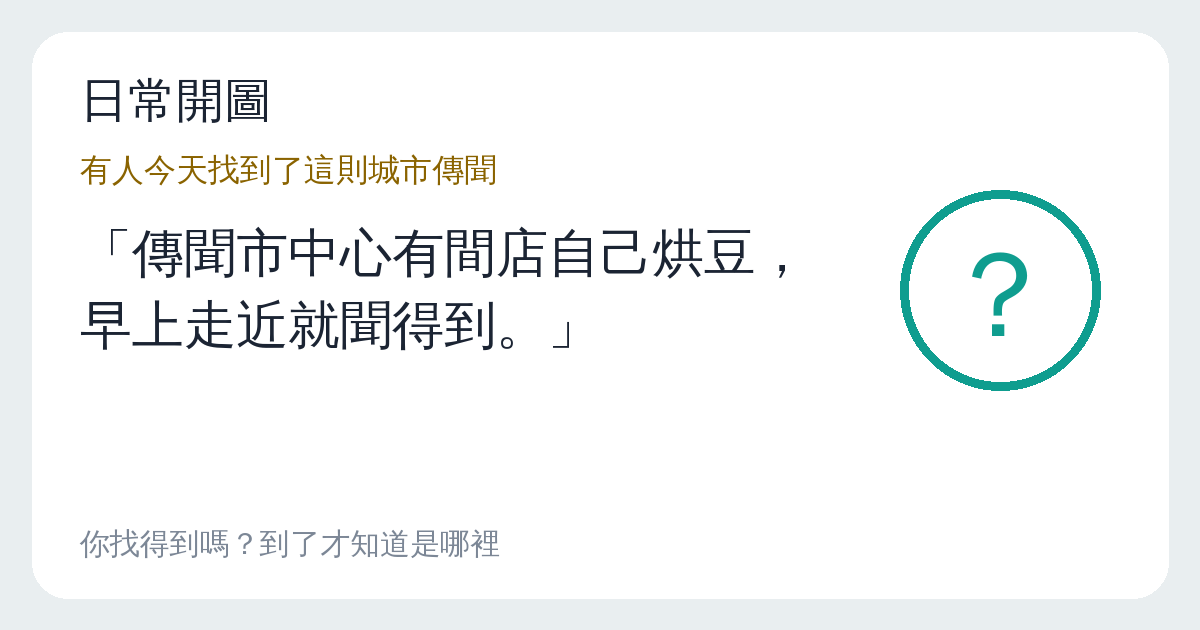 日常開圖
有人今天找到了這則城市傳聞
「傳聞市中心有間店自己烘豆，
早上走近就聞得到。」
?
你找得到嗎？到了才知道是哪裡